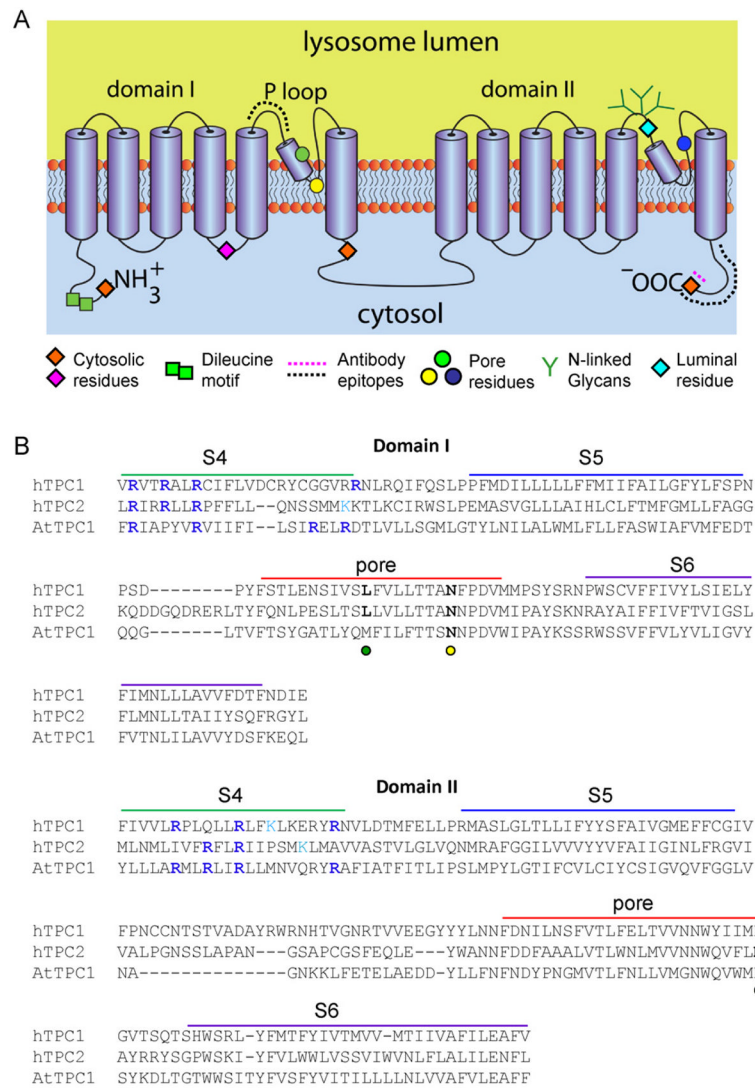 A
lysosome lumen
domain I
P loop
domain II
NH3+
-OOC
cytosol
Cytosolic residues
Dileucine motif
Antibody epitopes
Pore residues
N-linked Glycans
Luminal residue
B
Domain I
S4
S5
hTPC1 VRVTRALRCIFLVDCRYCGGVRRNLRQIFQSLPPFMDILLLLLFFMIIFAILGFYLFSPN
hTPC2 LRIRRLLRPFFLL--QNSSMMKKTLKCIRWSLPEMASVGLLLAIHLCLFTMFGMLLFAGG
AtTPC1 FRIAPYVRVIIFI--LSIRELRDTLVLLSGMLGTYLNILALWMLFLLFASWIAFVMFEDT
pore
S6
hTPC1 PSD-------PYFSTLENSIVSLFVLLTTANFPDVMMPSYSRNPWSCVFFIVYLSIELY
hTPC2 KQDDGQDRERLTYFQNLPESLTSLLVLLTTANNPDVMIPAYSKNRAYAIFFIVFTVIGSL
AtTPC1 QQG-------LTVFTSYGATLYQMFILFTTSNNPDVWIPAYKSSRWSSVFFVLYVLIGVY
hTPC1 FIMNLLLAVVFDTFNDIE
hTPC2 FLMNLLTAIIYSQFRGYL
AtTPC1 FVTNLILAVVYDSFKEQL
Domain II
S4
S5
hTPC1 FIVVLRPLQLLRLFKLKERYRNVLDTMFELLPRMASLGLTLLIFYYSFAIVGMEFFCGIV
hTPC2 MLNMLIVFRFLRIIPSMKLMAVVASTVLGLVQNMRAFGGILVVVYYVFAIIGINLFRGVI
AtTPC1 YLLLARMLRLIRLLMNVQRYRAFIATFITLIPSLMPYLGTIFCVLCIYCSIGVQVFGGLV
pore
hTPC1 FPNCCNTSTVADAYRWRNHTVGNRTVVEEGYYYLNNFDNILNSFVTLFELTVVNNWYIIM
hTPC2 VALPGNSSLAPAN----GSAPCGSFEQLE---YWANNFDDFAAALVTLWNLMVVNNWQVFL
AtTPC1 NA--------------GNKKLFETELAEDD--YLLFNFNDYPNGMVTLFNLLVMGNWQVWM
S6
hTPC1 GVTSQTSHWSRL-YFMTFYIVTMVV-MTIIVAFILEAFV
hTPC2 AYRRYSGPWSKI-YFVLWWLVSSVIWVNLFLALILENFL
AtTPC1 SYKDLTGTWWSITYFVSFYVITILLLLNLVVAFVLEAFF